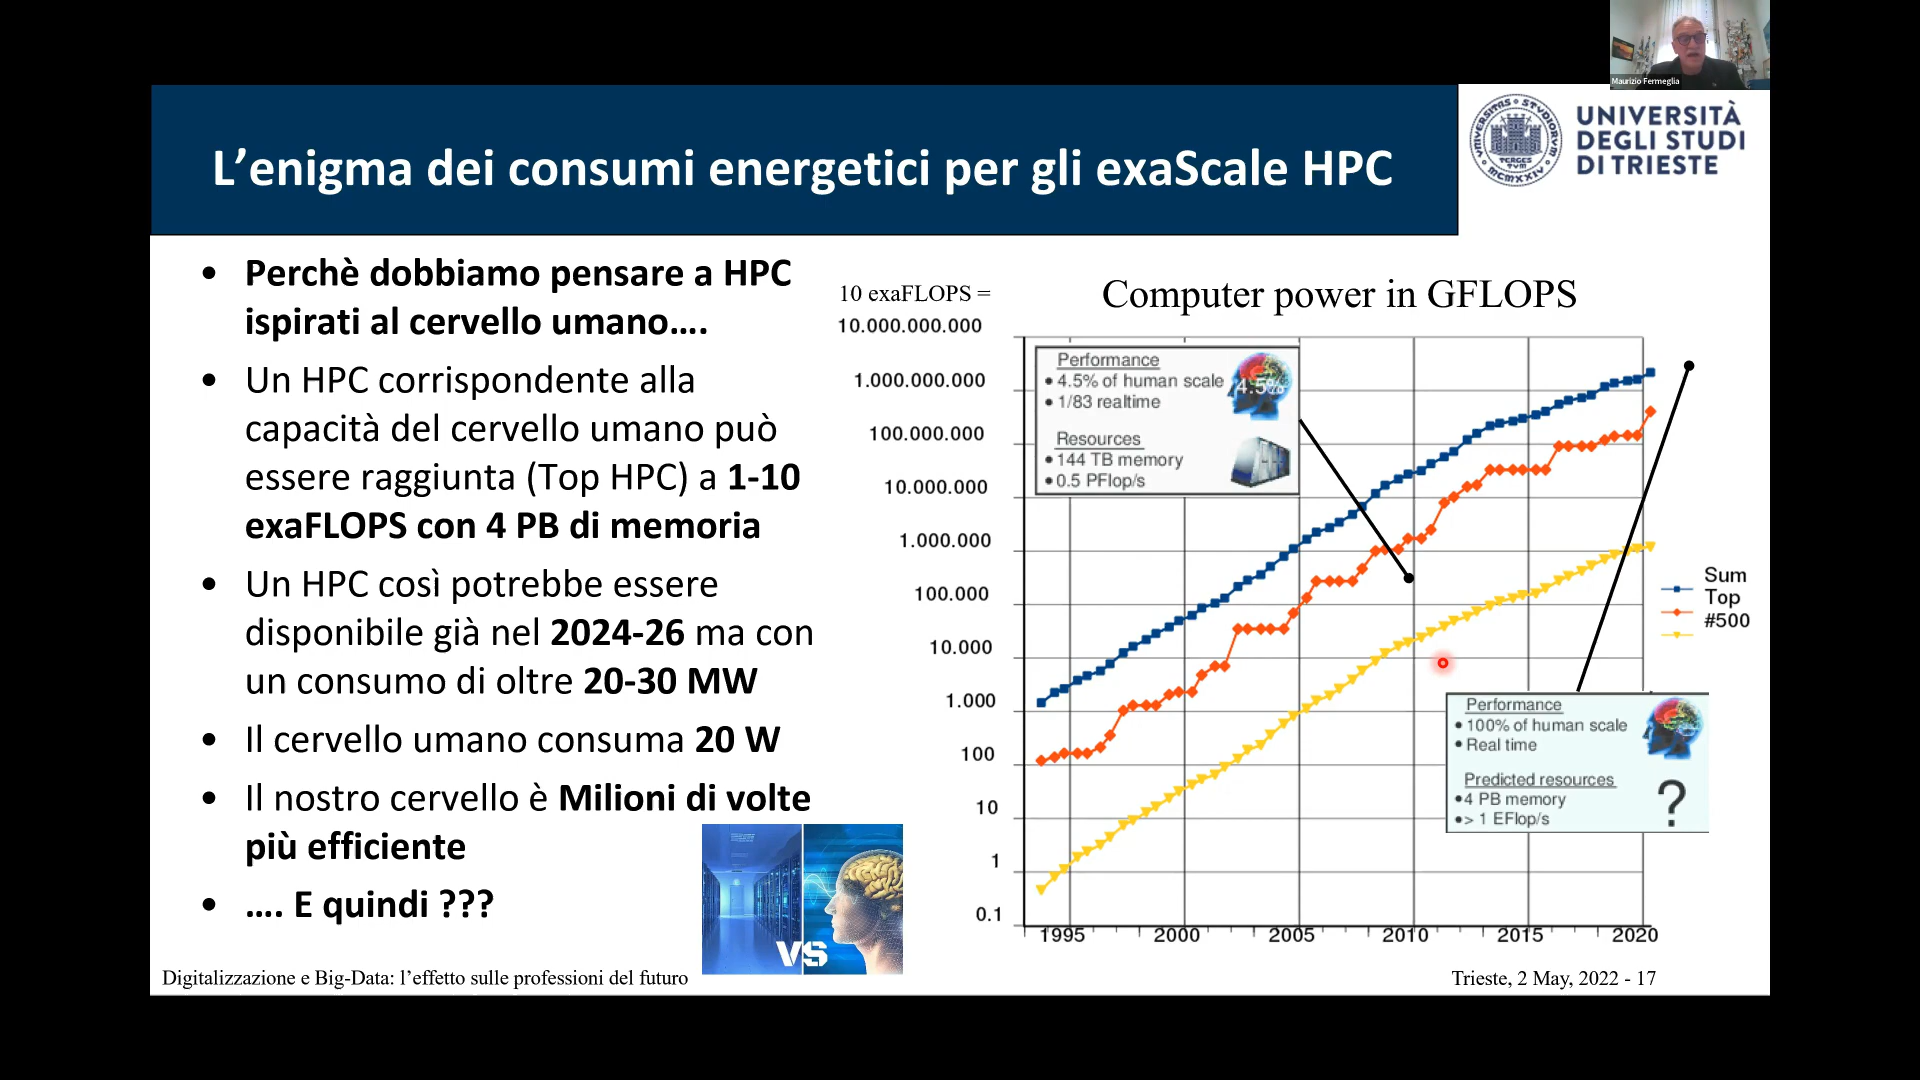 Maurizio Fermeglia
L'enigma dei consumi energetici per gli exaScale HPC
UNIVERSITÀ
DEGLI STUDI
DI TRIESTE
• Perchè dobbiamo pensare a HPC
ispirati al cervello umano….
• Un HPC corrispondente alla
capacità del cervello umano può
essere raggiunta (Top HPC) a 1-10
exaFLOPS con 4 PB di memoria
• Un HPC così potrebbe essere
disponibile già nel 2024-26 ma con
un consumo di oltre 20-30 MW
• Il cervello umano consuma 20 W
• Il nostro cervello è Milioni di volte
più efficiente
• …. E quindi ???
VS
10 exaFLOPS =
Computer power in GFLOPS
10.000.000.000
1.000.000.000
100.000.000
10.000.000
1.000.000
100.000
10.000
1.000
100
10
1
0.1
Performance
• 4.5% of human scale
• 1/83 realtime
4.5%
Resources
• 144 TB memory
• 0.5 PFlop/s
Sum
Top
#500
Performance
• 100% of human scale
• Real time
Predicted resources
• 4 PB memory
• > 1 EFlop/s
?
1995 2000 2005 2010 2015 2020
Digitalizzazione e Big-Data: l'effetto sulle professioni del futuro
Trieste, 2 May, 2022 - 17